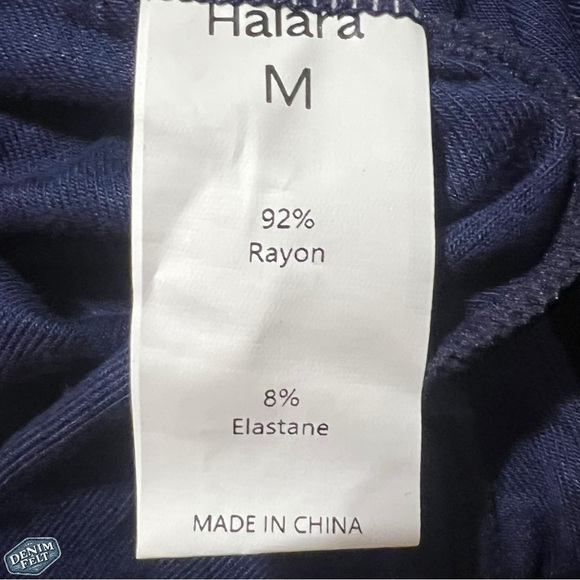 Halara
M
92%
Rayon
8%
Elastane
MADE IN CHINA
DENIM
FELT